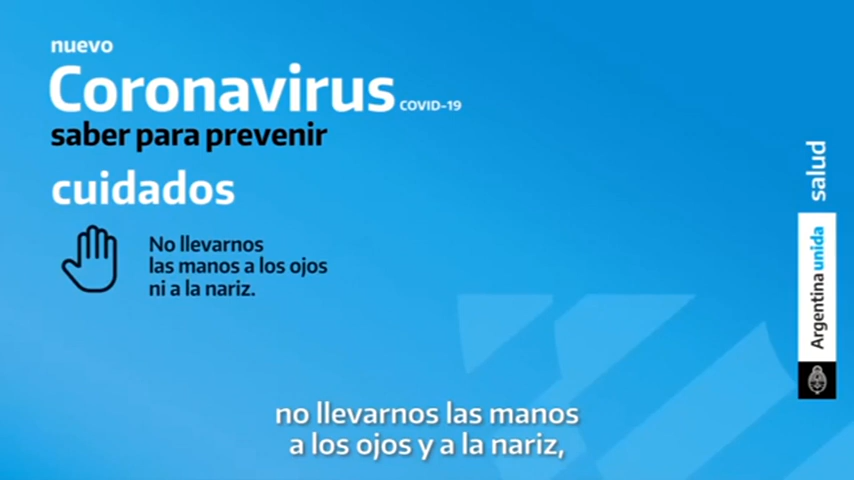 nuevo
Coronavirus COVID-19
saber para prevenir
cuidados
No llevarnos
las manos a los ojos
ni a la nariz.
salud
Argentina unida
no llevarnos las manos
a los ojos y a la nariz,